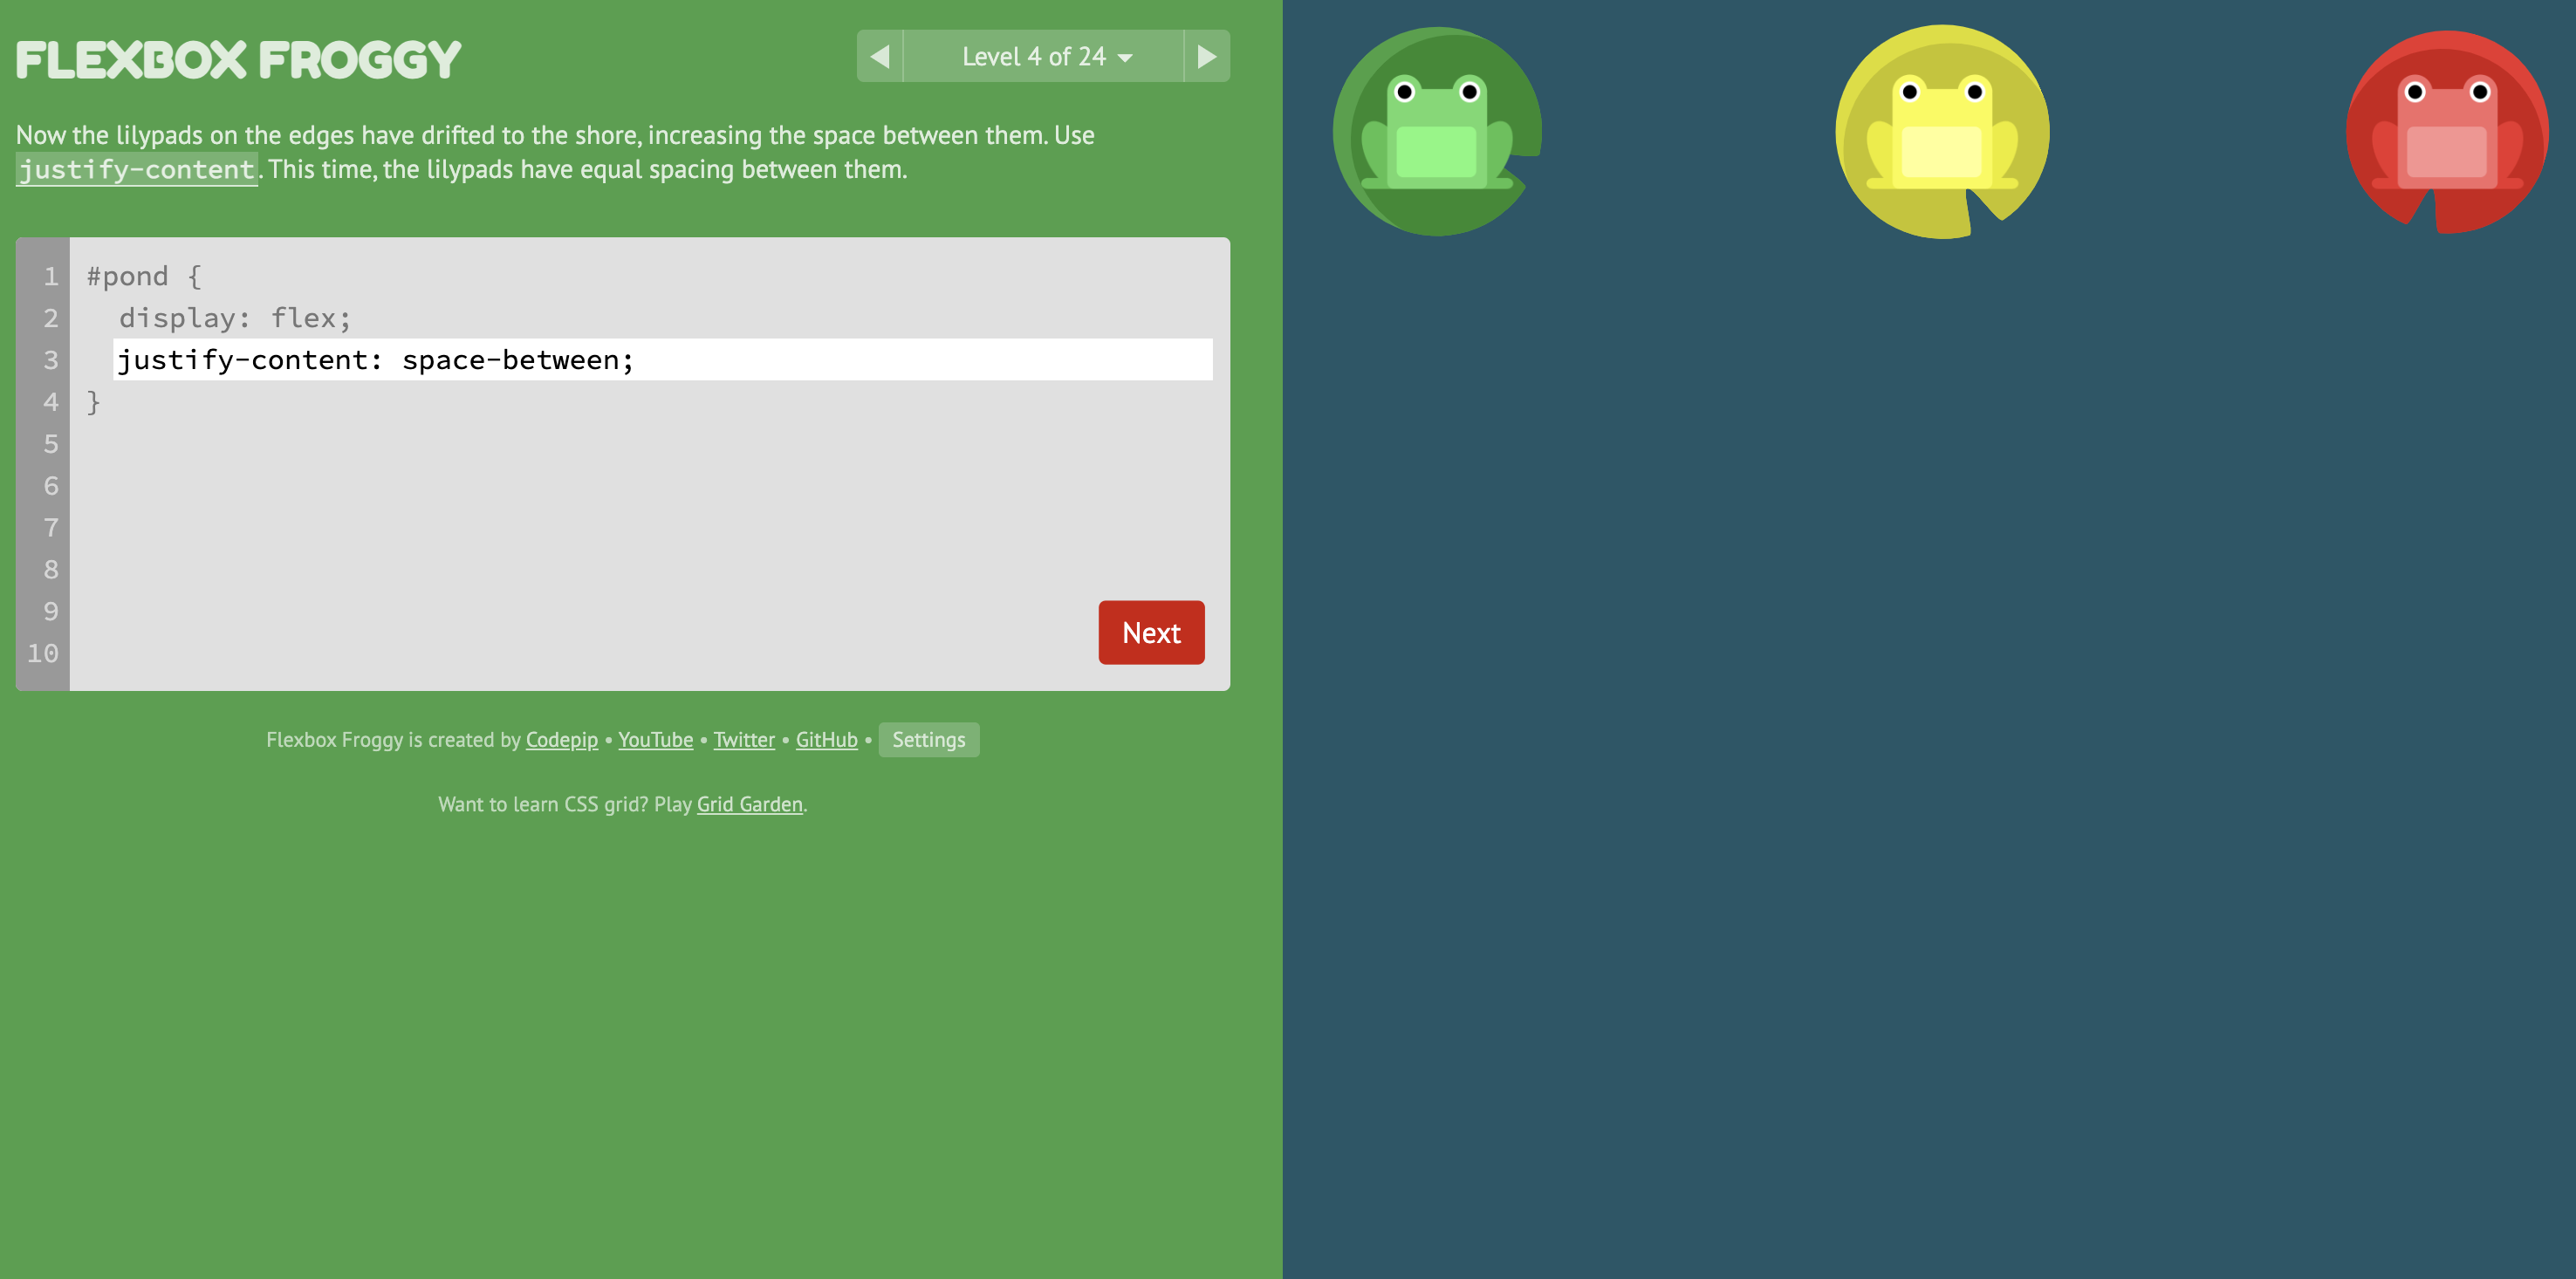 FLEXBOX FROGGY
Level 4 of 24
Now the lilypads on the edges have drifted to the shore, increasing the space between them. Use
justify-content. This time, the lilypads have equal spacing between them.
1 #pond {
2 display: flex;
3 justify-content: space-between;
4 }
5
6
7
8
9
10
Next
Flexbox Froggy is created by Codepip • YouTube • Twitter • GitHub • Settings
Want to learn CSS grid? Play Grid Garden.